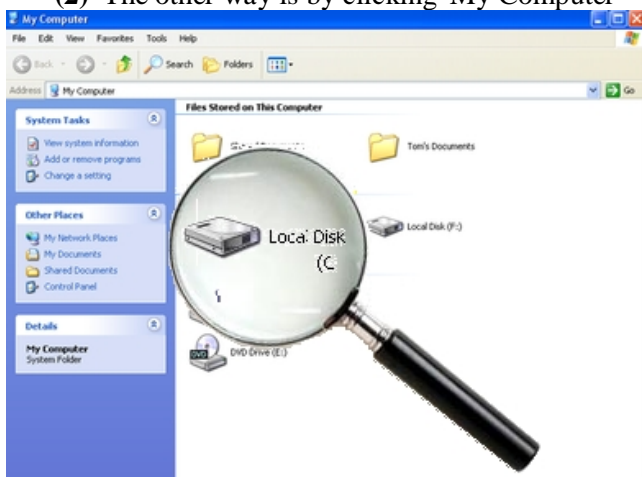 (2) The other way is by clicking 'My Computer'
My Computer
File Edit View Favorites Tools Help
Back Search Folders
Address My Computer Go
Files Stored on This Computer
System Tasks
View system information
Add or remove programs
Change a setting
Tom's Documents
Other Places
My Network Places
My Documents
Shared Documents
Control Panel
Local Disk
(C
Local Disk (F:)
Details
My Computer
System Folder
DVD Drive (E:)